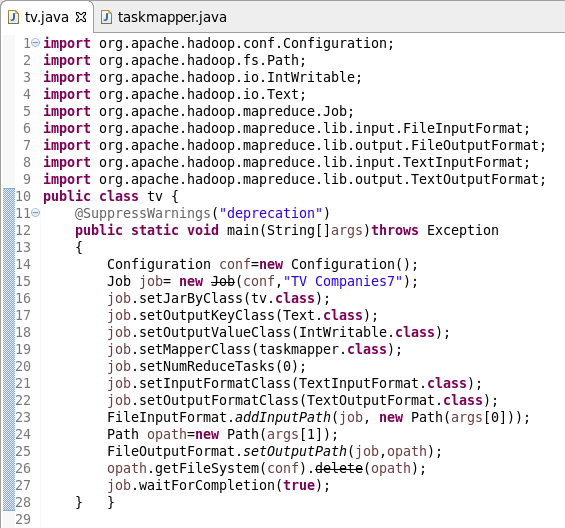 tv.java taskmapper.java
1 import org.apache.hadoop.conf.Configuration;
2 import org.apache.hadoop.fs.Path;
3 import org.apache.hadoop.io.IntWritable;
4 import org.apache.hadoop.io.Text;
5 import org.apache.hadoop.mapreduce.Job;
6 import org.apache.hadoop.mapreduce.lib.input.FileInputFormat;
7 import org.apache.hadoop.mapreduce.lib.output.FileOutputFormat;
8 import org.apache.hadoop.mapreduce.lib.input.TextInputFormat;
9 import org.apache.hadoop.mapreduce.lib.output.TextOutputFormat;
10 public class tv {
11     @SuppressWarnings("deprecation")
12     public static void main(String[]args)throws Exception
13     {
14         Configuration conf=new Configuration();
15         Job job= new Job(conf,"TV Companies7");
16         job.setJarByClass(tv.class);
17         job.setOutputKeyClass(Text.class);
18         job.setOutputValueClass(IntWritable.class);
19         job.setMapperClass(taskmapper.class);
20         job.setNumReduceTasks(0);
21         job.setInputFormatClass(TextInputFormat.class);
22         job.setOutputFormatClass(TextOutputFormat.class);
23         FileInputFormat.addInputPath(job, new Path(args[0]));
24         Path opath=new Path(args[1]);
25         FileOutputFormat.setOutputPath(job,opath);
26         opath.getFileSystem(conf).delete(opath);
27         job.waitForCompletion(true);
28     }   }
29